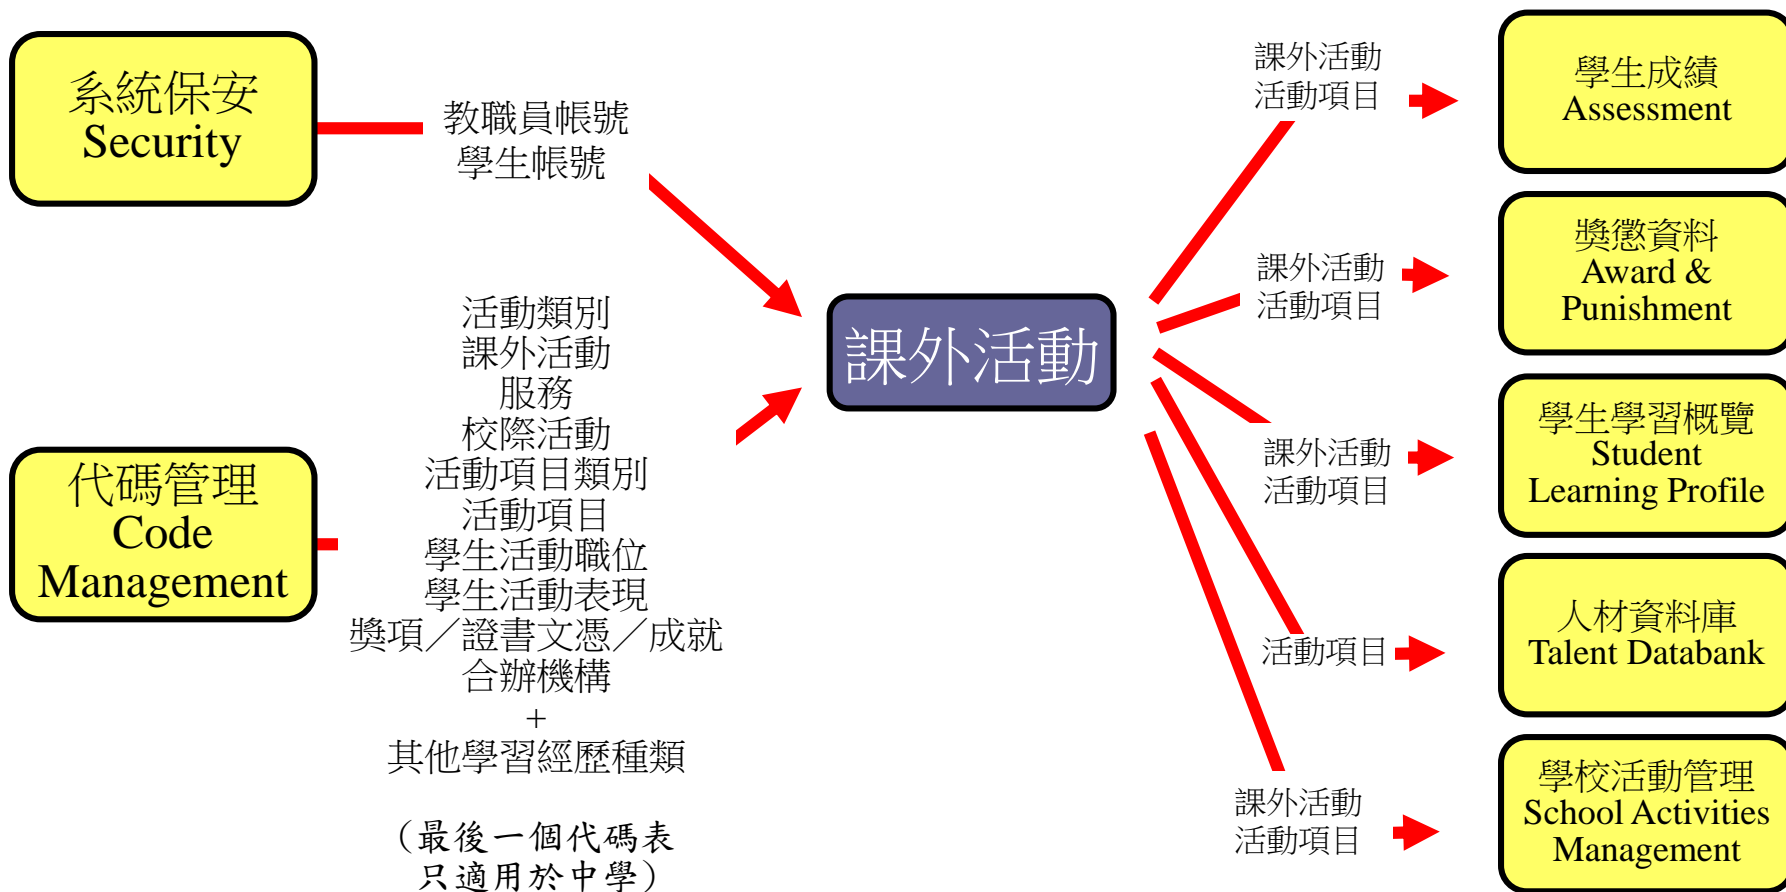 系統保安
Security
教職員帳號
學生帳號
代碼管理
Code
Management
活動類別
課外活動
服務
校際活動
活動項目類別
活動項目
學生活動職位
學生活動表現
獎項／證書文憑／成就
合辦機構
+
其他學習經歷種類
（最後一個代碼表
只適用於中學）
課外活動
課外活動
活動項目
學生成績
Assessment
課外活動
活動項目
獎懲資料
Award &
Punishment
課外活動
活動項目
學生學習概覽
Student
Learning Profile
活動項目
人材資料庫
Talent Databank
課外活動
活動項目
學校活動管理
School Activities
Management